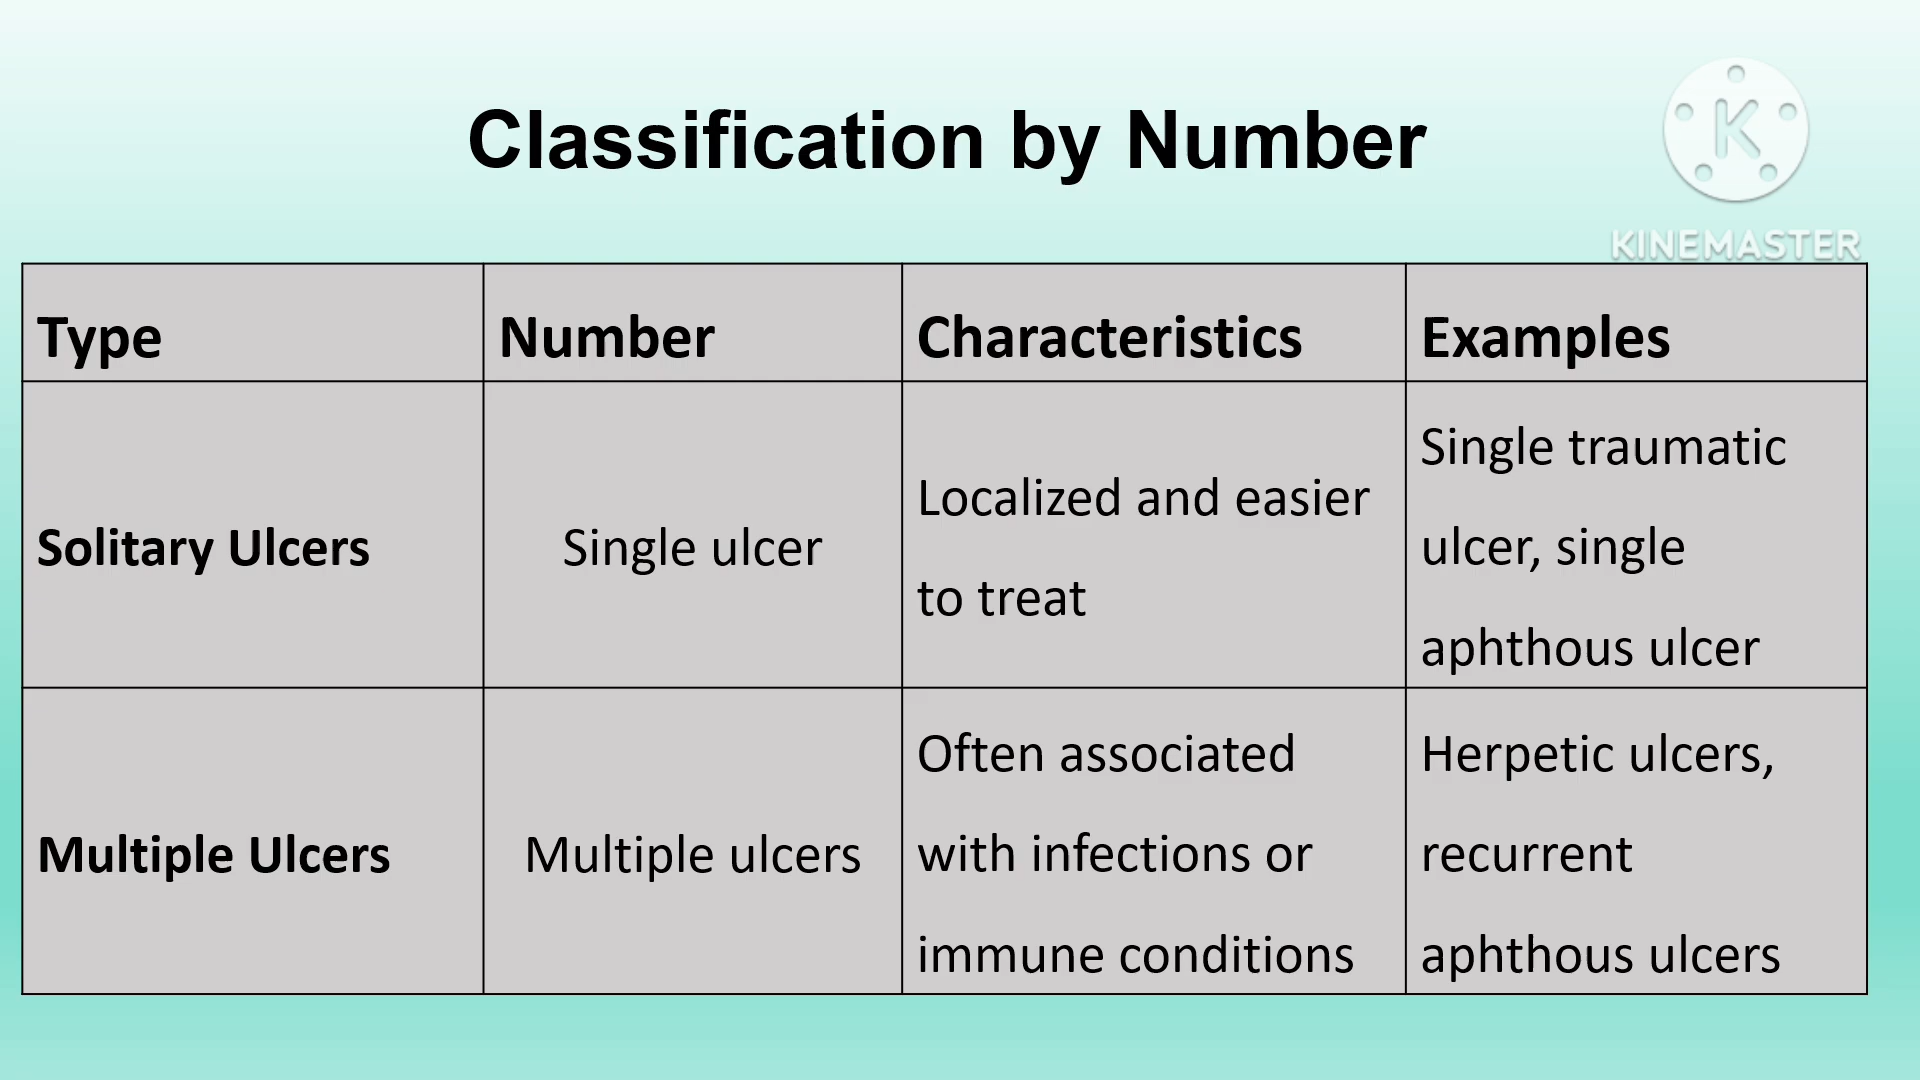 Classification by Number
K
KINEMASTER
Type Number Characteristics Examples
Solitary Ulcers
Single ulcer
Localized and easier
to treat
Single traumatic
ulcer, single
aphthous ulcer
Multiple Ulcers
Multiple ulcers
Often associated
with infections or
immune conditions
Herpetic ulcers,
recurrent
aphthous ulcers